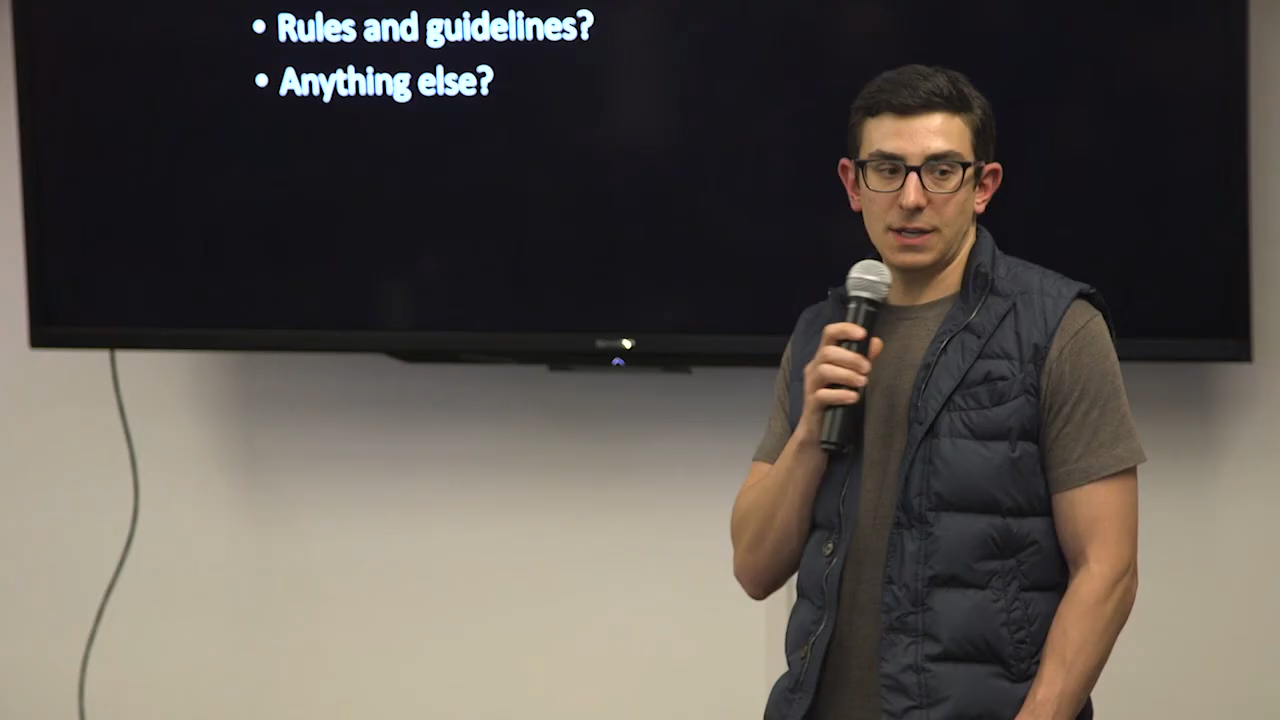 • Rules and guidelines?
• Anything else?